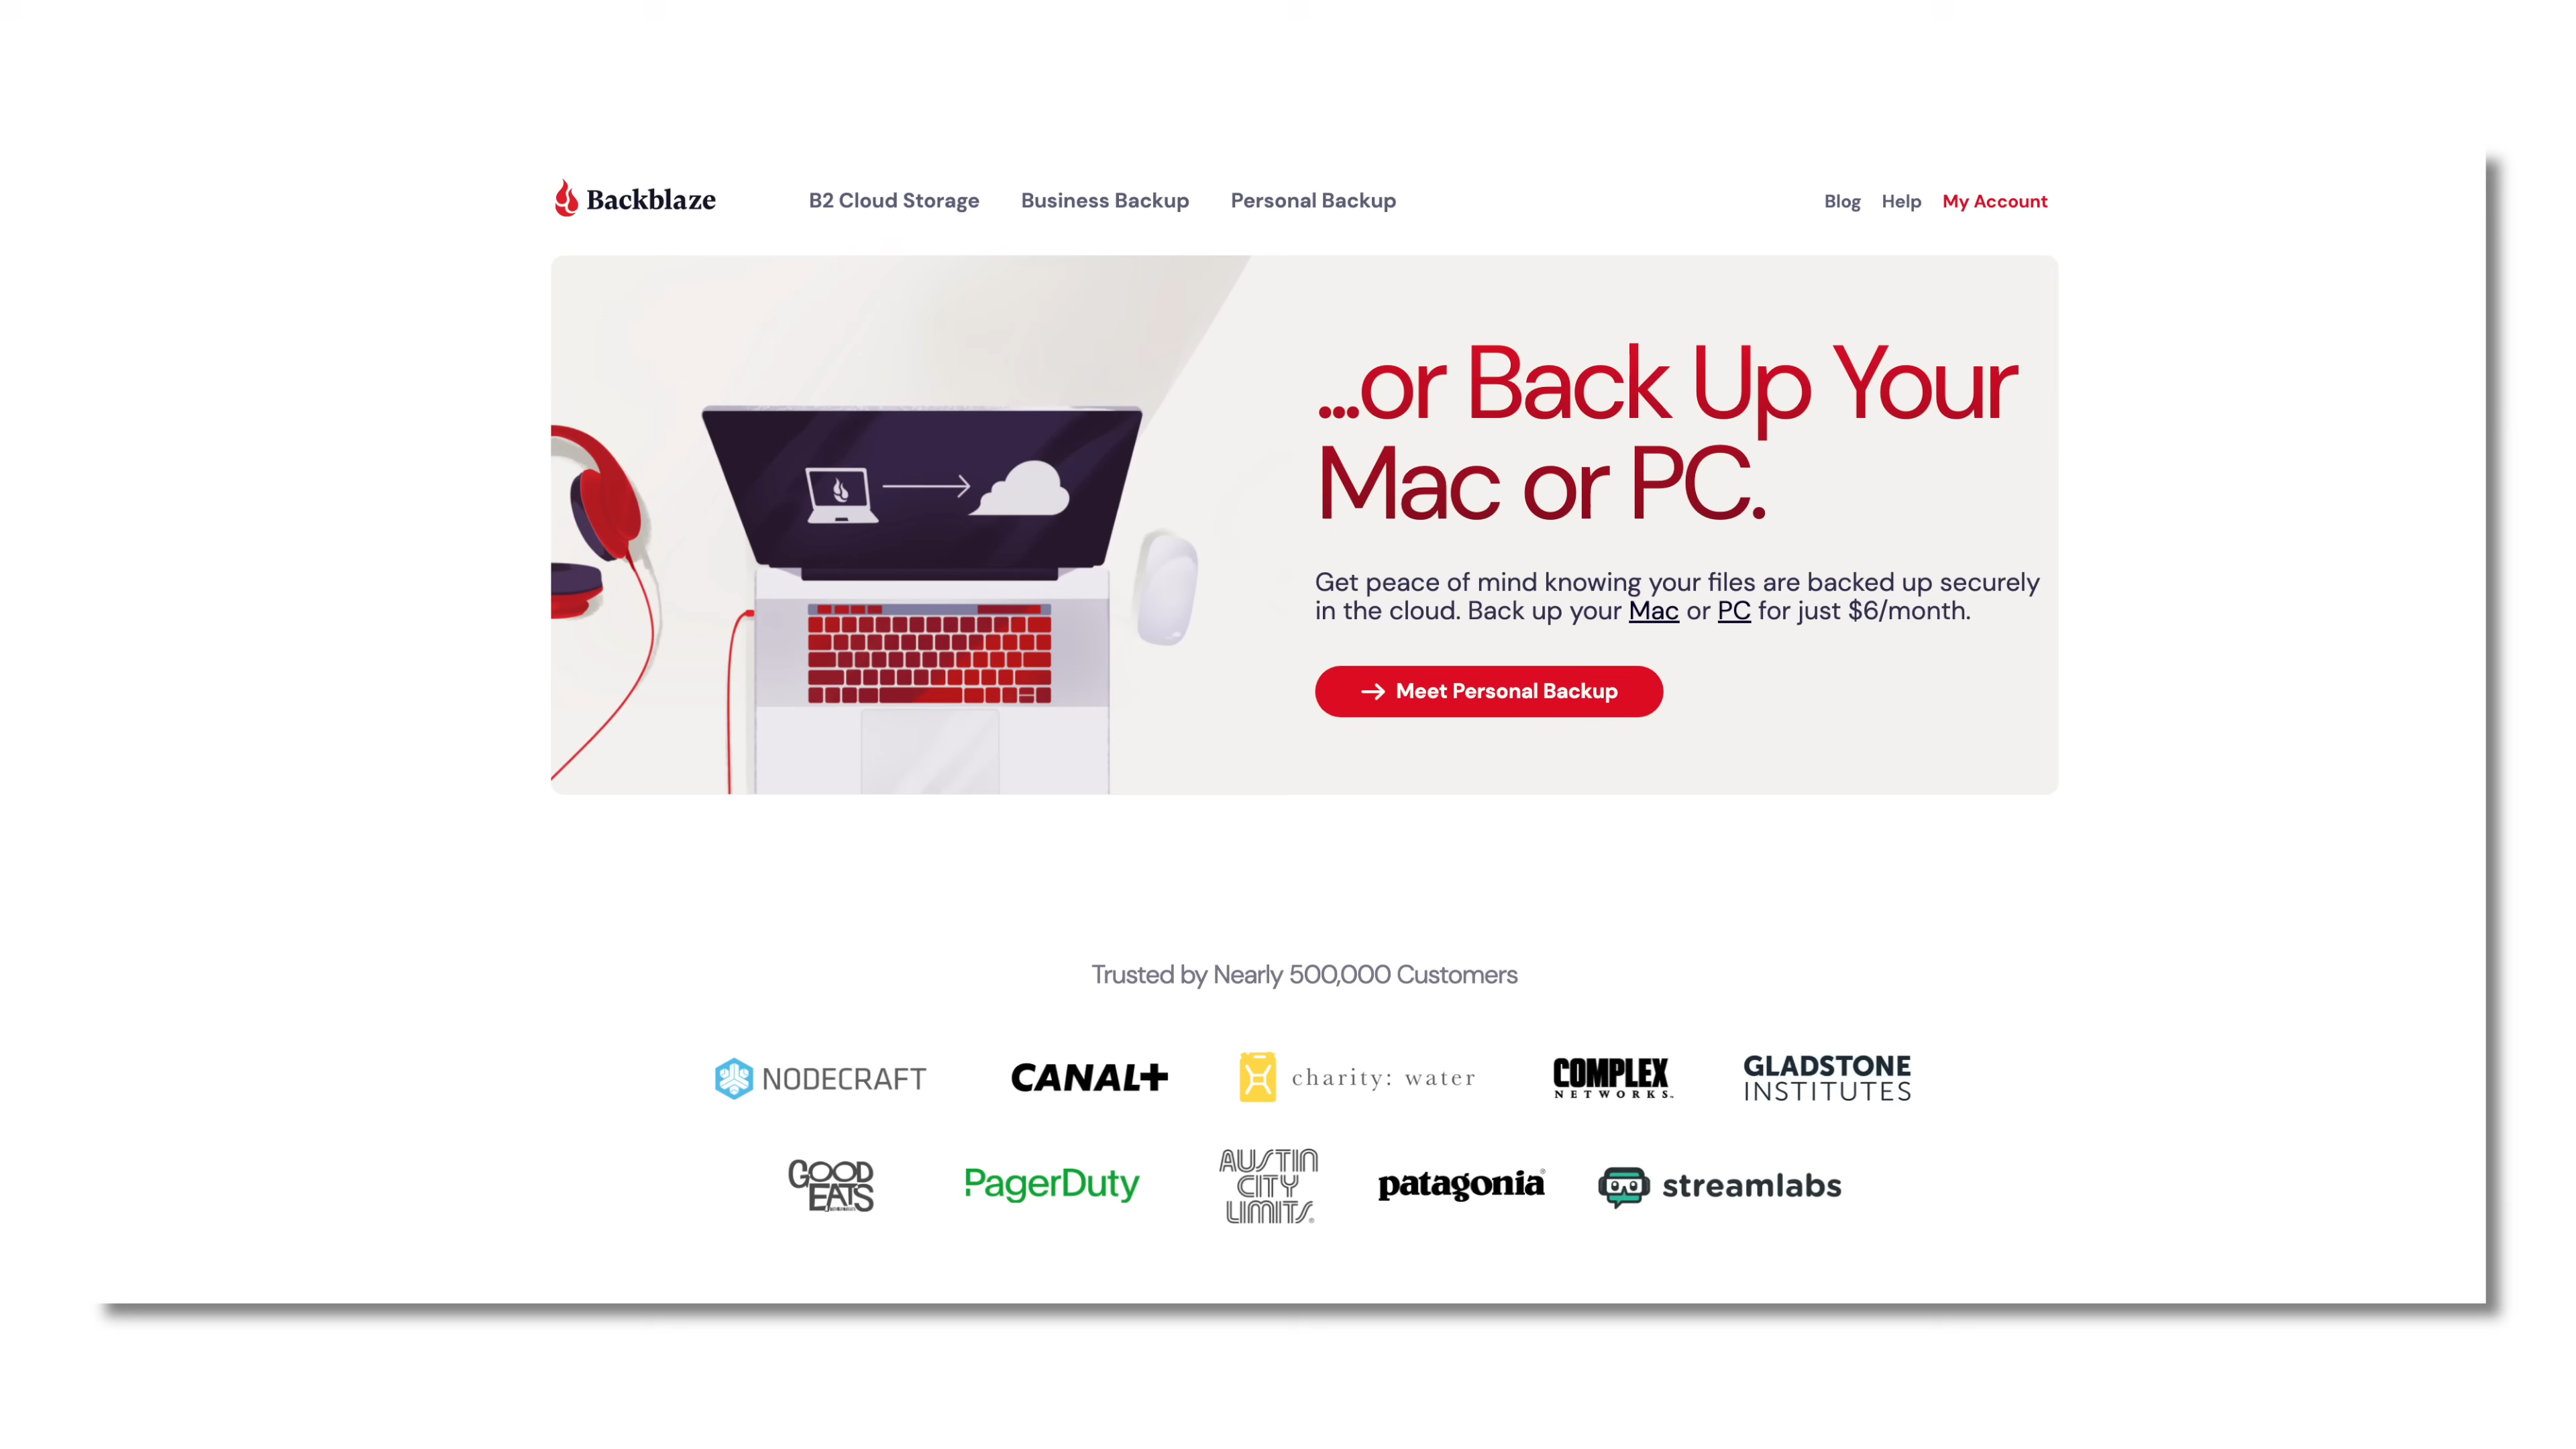 Backblaze
B2 Cloud Storage
Business Backup
Personal Backup
Blog
Help
My Account
...or Back Up Your
Mac or PC.
Get peace of mind knowing your files are backed up securely
in the cloud. Back up your Mac or PC for just $6/month.
→ Meet Personal Backup
Trusted by Nearly 500,000 Customers
NODECRAFT
CANAL+
charity: water
COMPLEX
NETWORKS™
GLADSTONE
INSTITUTES
GOOD
EATS
PagerDuty
AUSTIN
CITY
LIMITS®
patagonia®
streamlabs